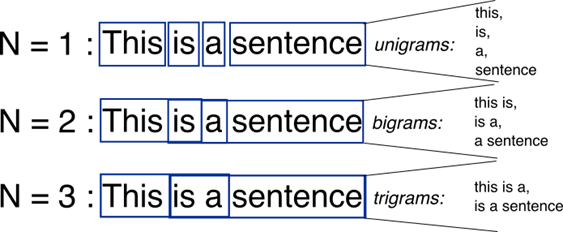 N = 1 : This is a sentence unigrams: this,
is,
a,
sentence
N = 2 : This is a sentence bigrams: this is,
is a,
a sentence
N = 3 : This is a sentence trigrams: this is a,
is a sentence